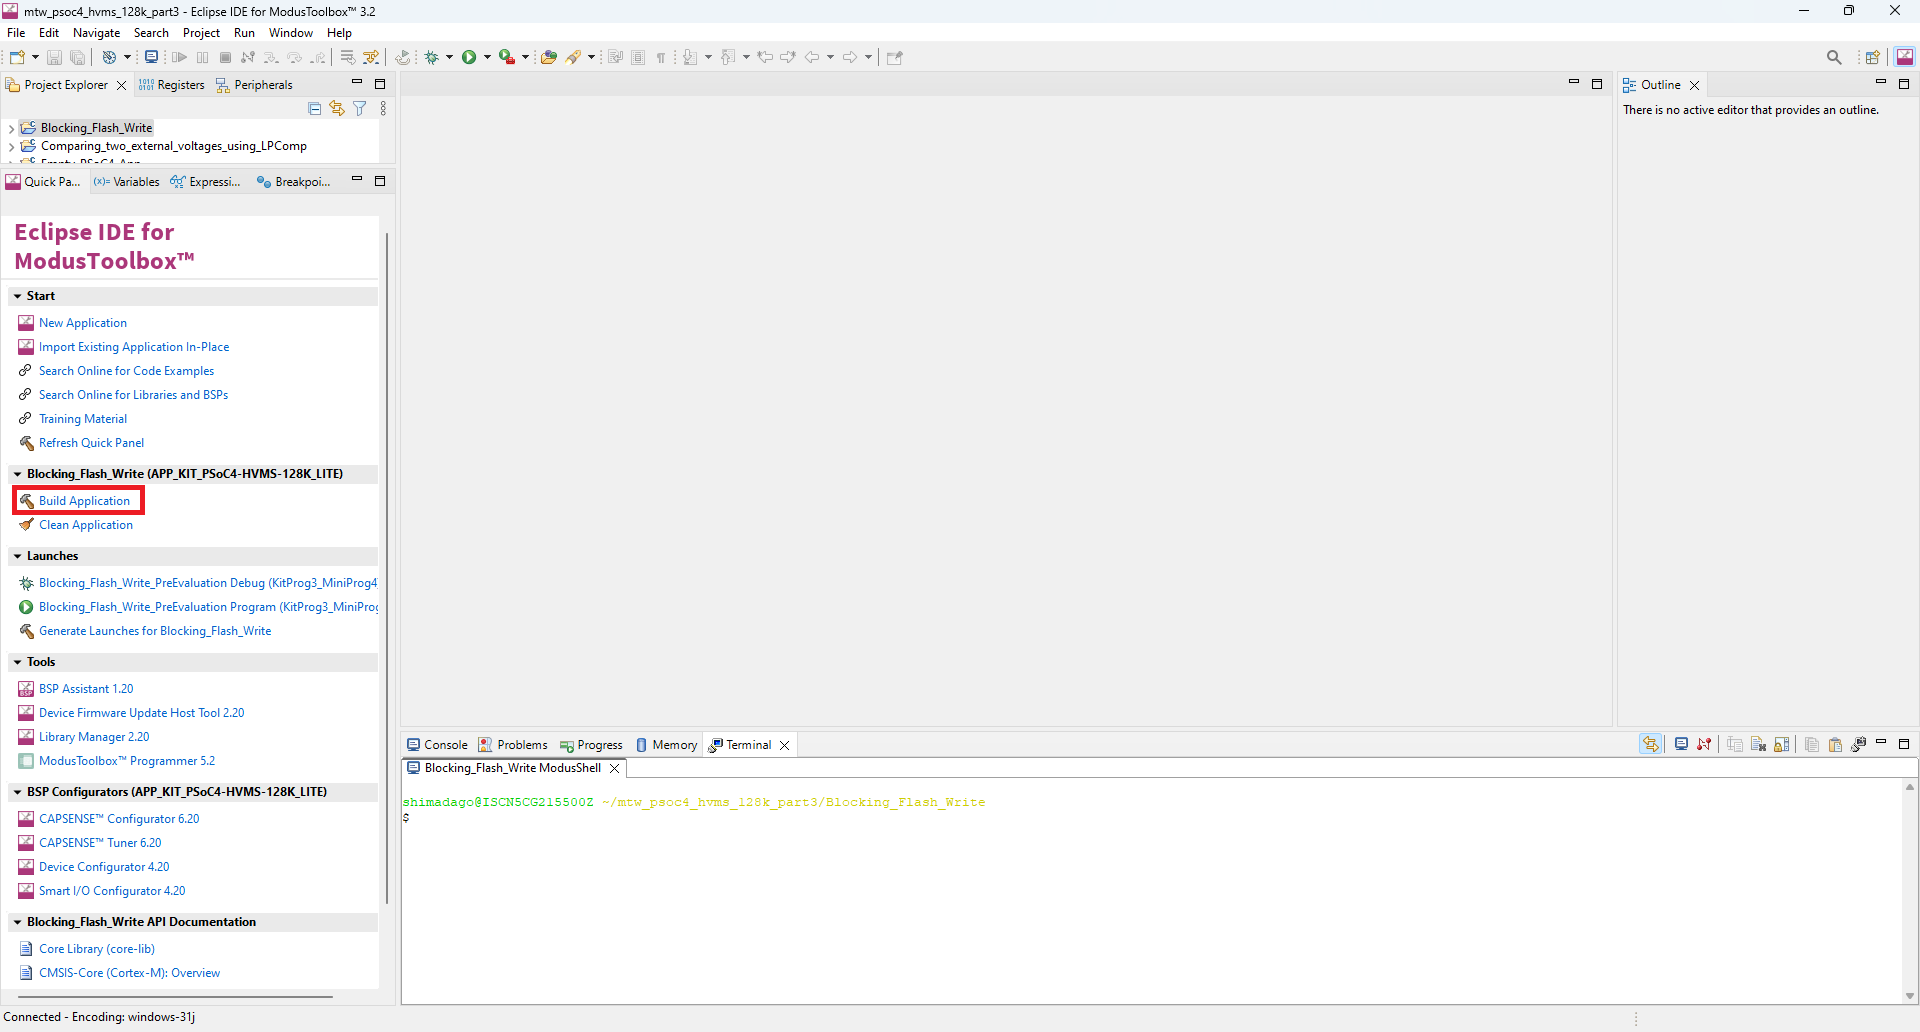 mtw_psoc4_hvms_128k_part3 - Eclipse IDE for ModusToolbox™ 3.2
File Edit Navigate Search Project Run Window Help
Project Explorer Registers Peripherals
Blocking_Flash_Write
Comparing_two_external_voltages_using_LPComp
Empty_PSoC4_App
Quick Pa... (x)= Variables Expressi... Breakpoi...
Eclipse IDE for
ModusToolbox™
Start
New Application
Import Existing Application In-Place
Search Online for Code Examples
Search Online for Libraries and BSPs
Training Material
Refresh Quick Panel
Blocking_Flash_Write (APP_KIT_PSoC4-HVMS-128K_LITE)
Build Application
Clean Application
Launches
Blocking_Flash_Write_PreEvaluation Debug (KitProg3_MiniProg4
Blocking_Flash_Write_PreEvaluation Program (KitProg3_MiniProg
Generate Launches for Blocking_Flash_Write
Tools
BSP Assistant 1.20
Device Firmware Update Host Tool 2.20
Library Manager 2.20
ModusToolbox™ Programmer 5.2
BSP Configurators (APP_KIT_PSoC4-HVMS-128K_LITE)
CAPSENSE™ Configurator 6.20
CAPSENSE™ Tuner 6.20
Device Configurator 4.20
Smart I/O Configurator 4.20
Blocking_Flash_Write API Documentation
Core Library (core-lib)
CMSIS-Core (Cortex-M): Overview
Outline
There is no active editor that provides an outline.
Console Problems Progress Memory Terminal
Blocking_Flash_Write ModusShell
shimadago@ISCN5CG215500Z ~/mtw_psoc4_hvms_128k_part3/Blocking_Flash_Write
$
Connected - Encoding: windows-31j